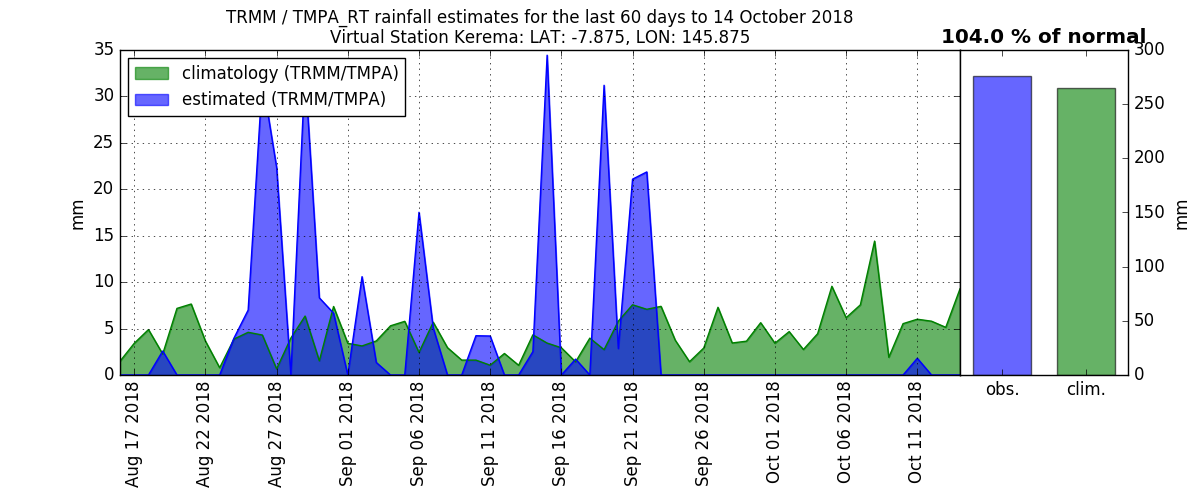 TRMM / TMPA_RT rainfall estimates for the last 60 days to 14 October 2018
Virtual Station Kerema: LAT: -7.875, LON: 145.875
104.0 % of normal
climatology (TRMM/TMPA)
estimated (TRMM/TMPA)
mm
35
30
25
20
15
10
5
0
Aug 17 2018
Aug 22 2018
Aug 27 2018
Sep 01 2018
Sep 06 2018
Sep 11 2018
Sep 16 2018
Sep 21 2018
Sep 26 2018
Oct 01 2018
Oct 06 2018
Oct 11 2018
obs.
clim.
300
250
200
150
100
50
0
mm